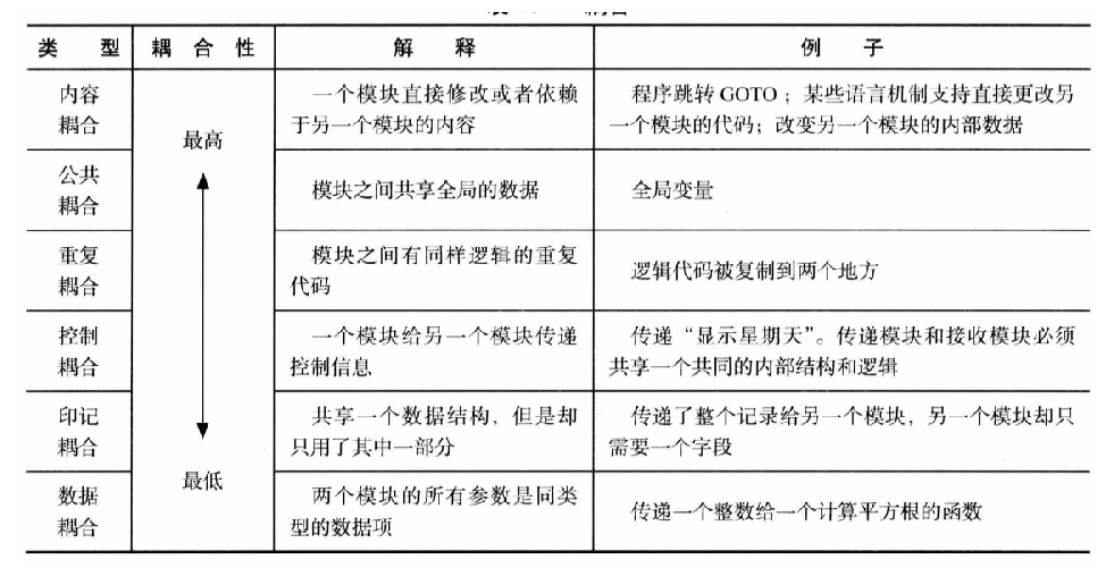 类 型 耦 合 性 解 释 例 子
内容
耦合
一个模块直接修改或者依赖
于另一个模块的内容
程序跳转 GOTO；某些语言机制支持直接更改另
一个模块的代码；改变另一个模块的内部数据
最高
公共
耦合
模块之间共享全局的数据
全局变量
重复
耦合
模块之间有同样逻辑的重复
代码
逻辑代码被复制到两个地方
控制
耦合
一个模块给另一个模块传递
控制信息
传递“显示星期天”。传递模块和接收模块必须
共享一个共同的内部结构和逻辑
印记
耦合
共享一个数据结构，但是却
只用了其中一部分
传递了整个记录给另一个模块，另一个模块却只
需要一个字段
最低
数据
耦合
两个模块的所有参数是同类
型的数据项
传递一个整数给一个计算平方根的函数